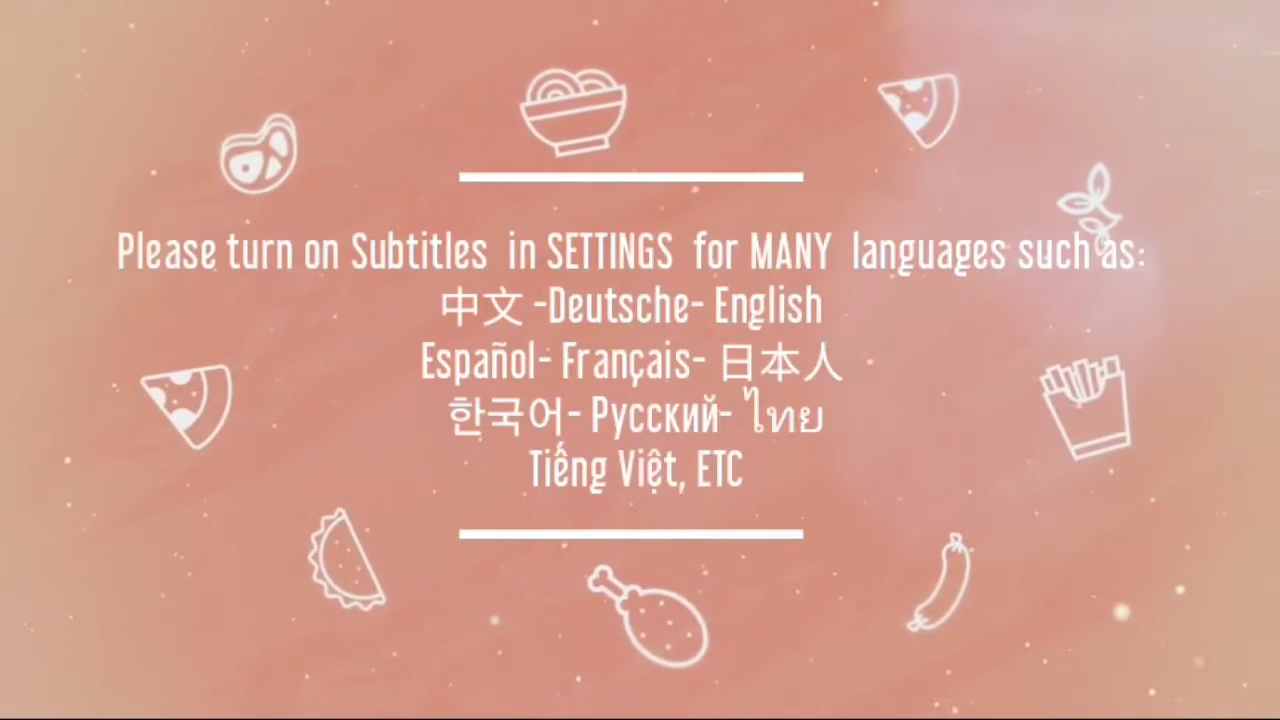 Please turn on Subtitles in SETTINGS for MANY languages such as:
中文 -Deutsche- English
Español- Français- 日本人
한국어- Русский- ไทย
Tiếng Việt, ETC